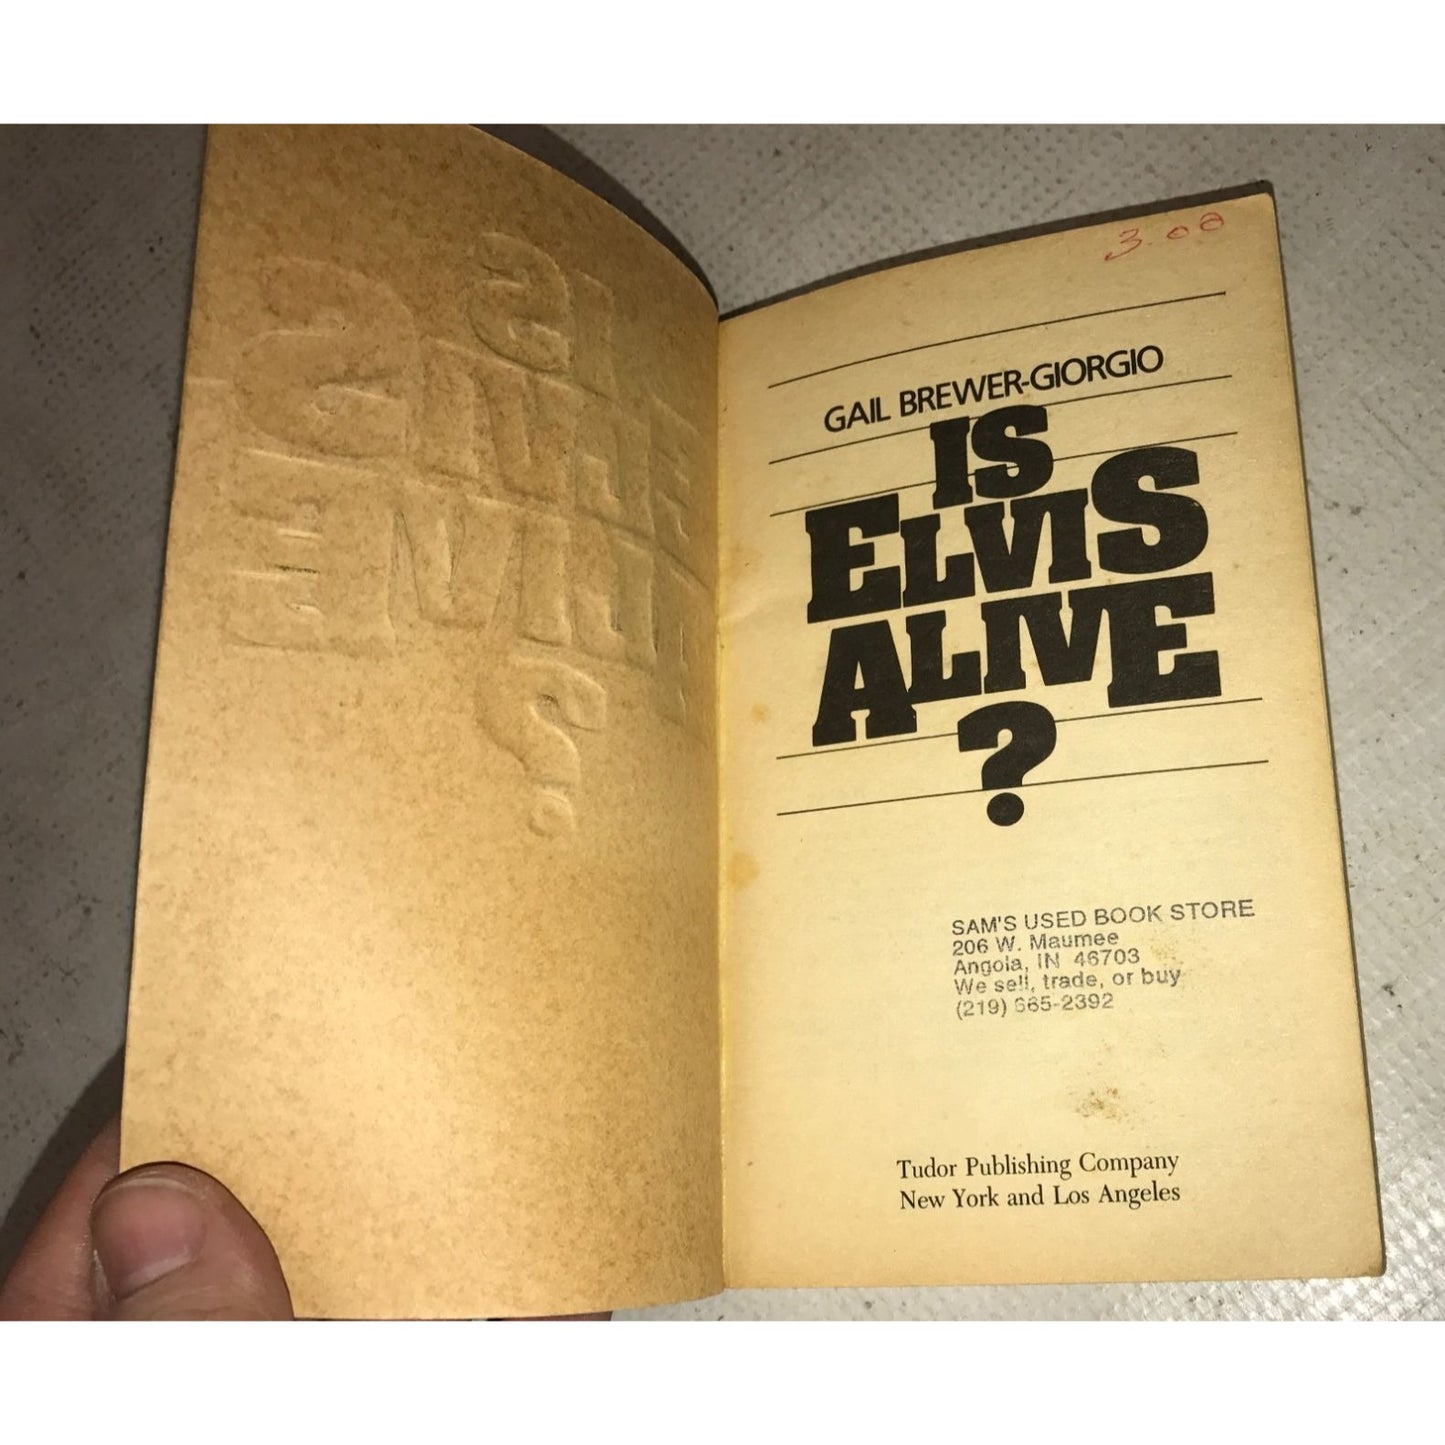 3.00
GAIL BREWER-GIORGIO
IS
ELVIS
ALIVE
?
SAM'S USED BOOK STORE
206 W. Maumee
Angola, IN 46703
We sell, trade, or buy
(219) 665-2392
Tudor Publishing Company
New York and Los Angeles